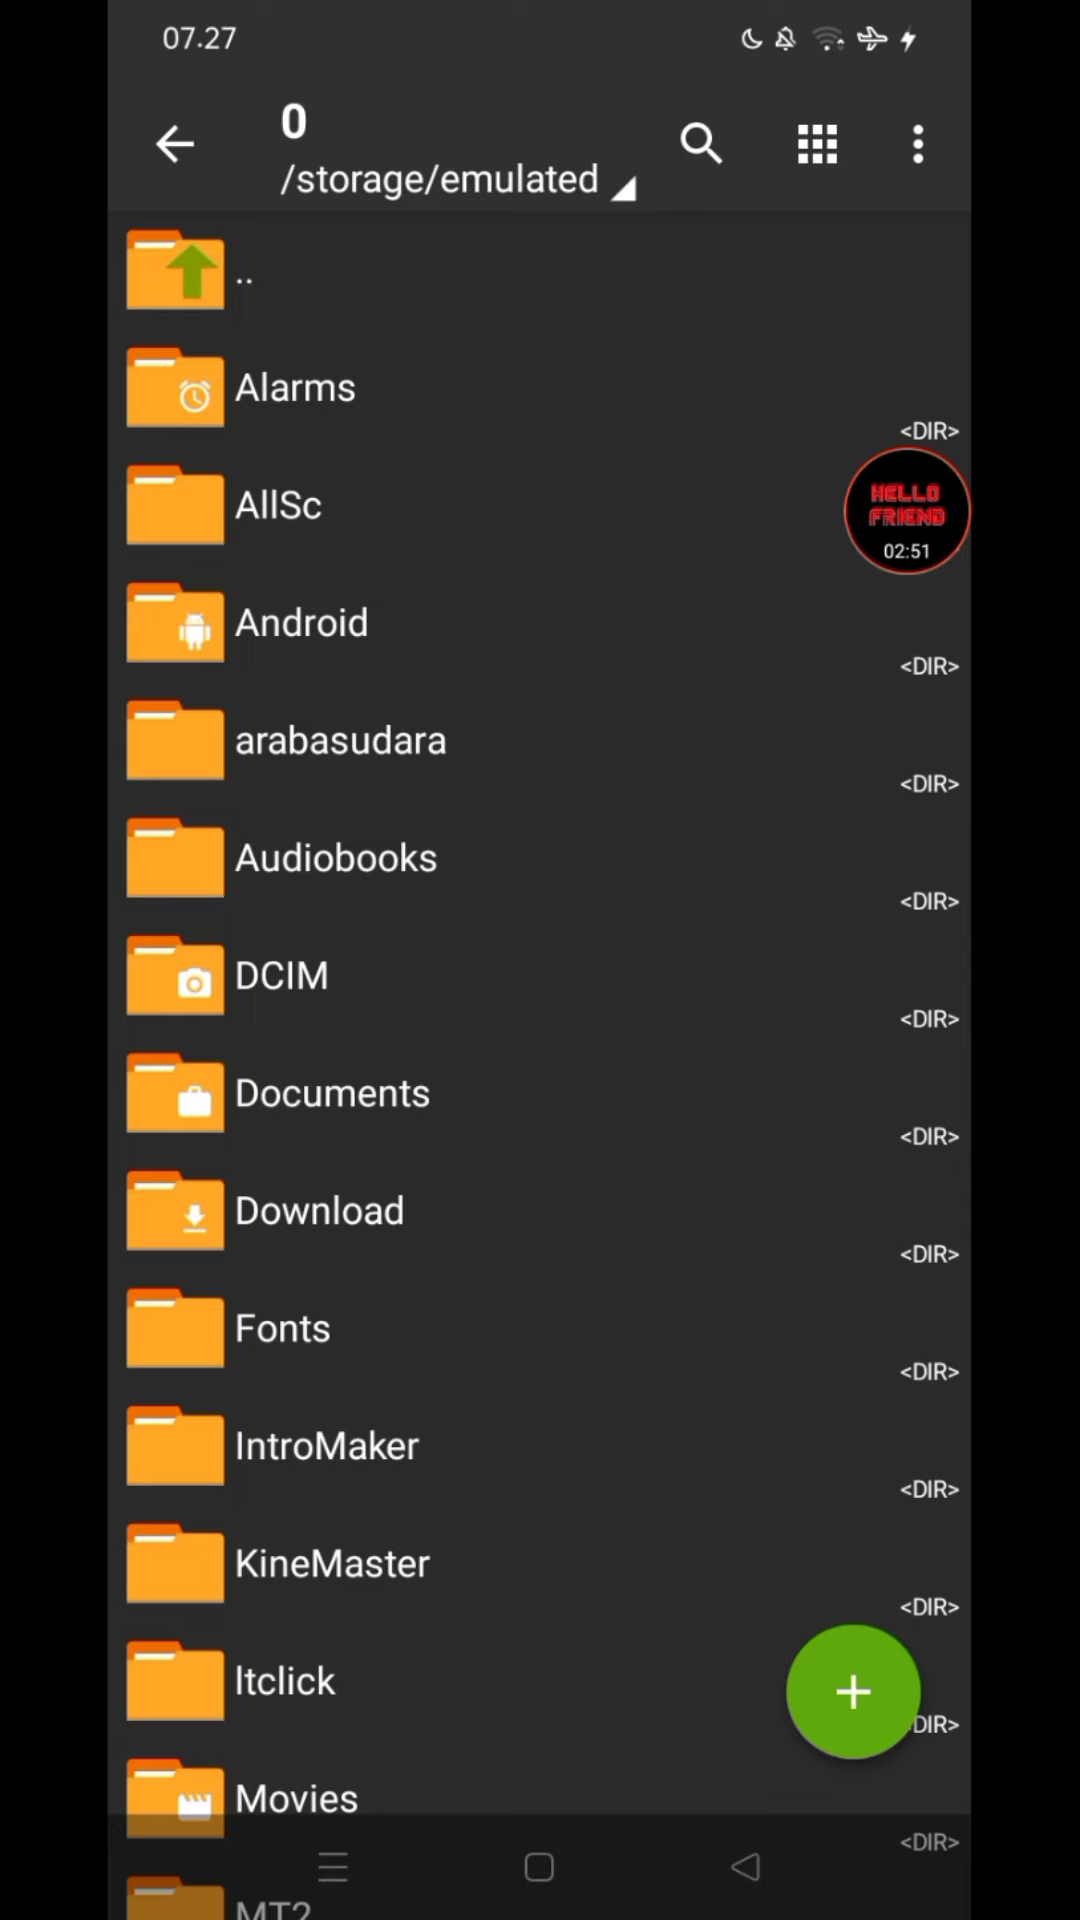 07.27
0
/storage/emulated
..
Alarms
<DIR>
AllSc
HELLO
FRIEND
02:51
Android
<DIR>
arabasudara
<DIR>
Audiobooks
<DIR>
DCIM
<DIR>
Documents
<DIR>
Download
<DIR>
Fonts
<DIR>
IntroMaker
<DIR>
KineMaster
<DIR>
ltclick
DIR>
Movies
<DIR>
MT2